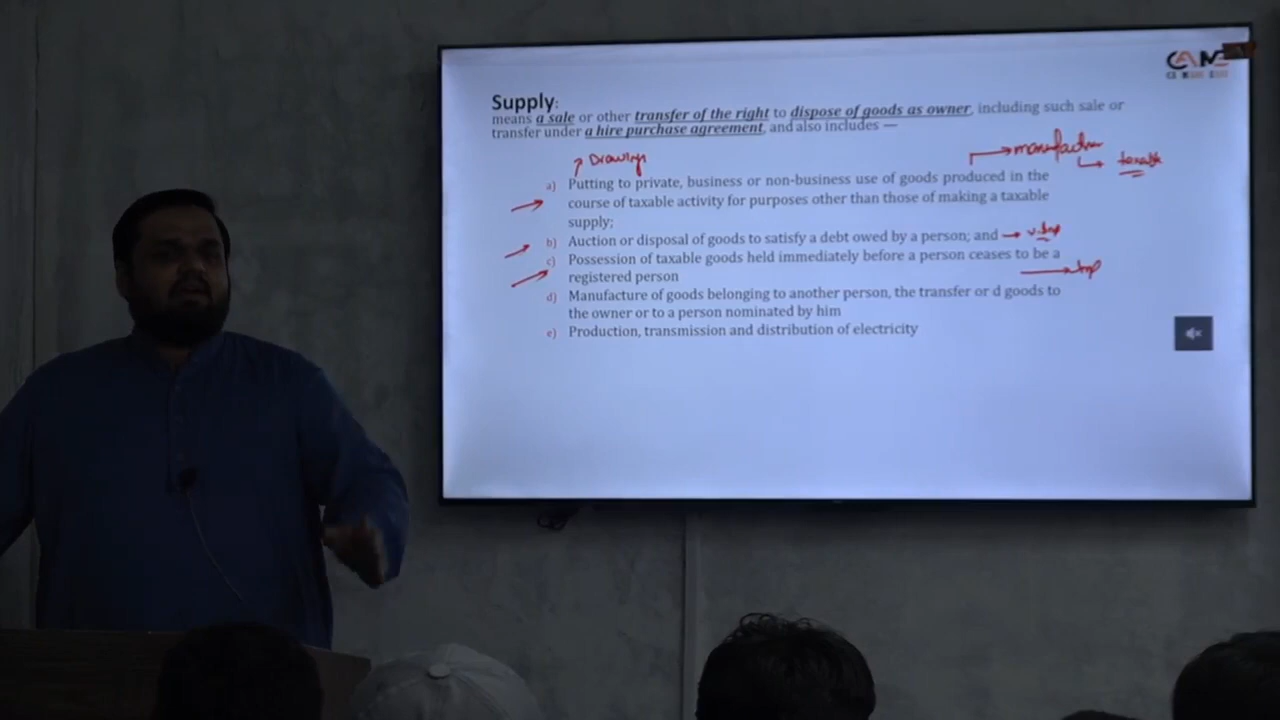 CAME
Supply:
means a sale or other transfer of the right to dispose of goods as owner, including such sale or
transfer under a hire purchase agreement, and also includes —
Drawings
taxable
a) Putting to private, business or non-business use of goods produced in the
course of taxable activity for purposes other than those of making a taxable
supply;
b) Auction or disposal of goods to satisfy a debt owed by a person; and
c) Possession of taxable goods held immediately before a person ceases to be a
registered person
d) Manufacture of goods belonging to another person, the transfer or d goods to
the owner or to a person nominated by him
e) Production, transmission and distribution of electricity